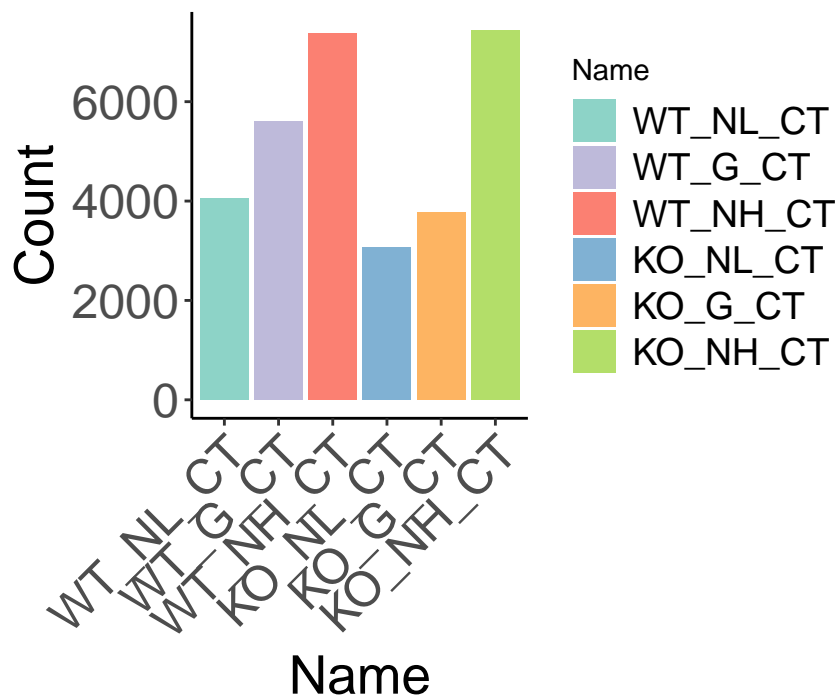 Count
6000
4000
2000
0
WT_NL_CT
WT_G_CT
WT_NH_CT
KO_NL_CT
KO_G_CT
KO_NH_CT
Name
Name
WT_NL_CT
WT_G_CT
WT_NH_CT
KO_NL_CT
KO_G_CT
KO_NH_CT